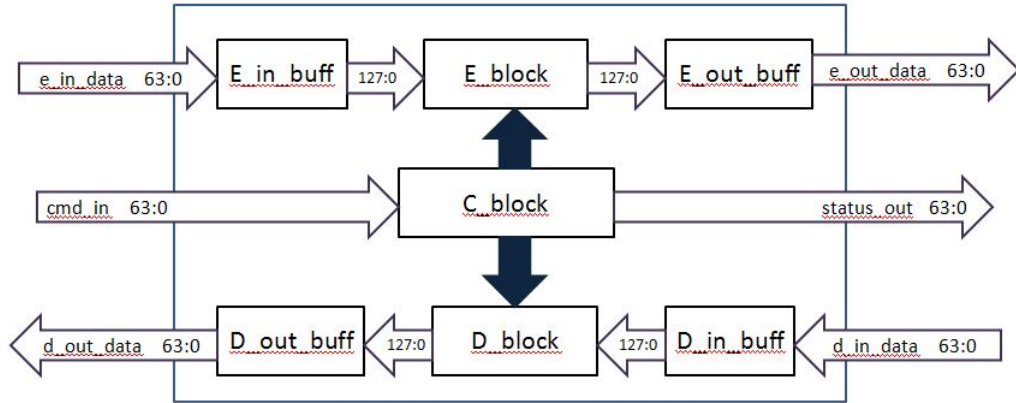 e_in_data 63:0
E_in_buff
127:0
E_block
127:0
E_out_buff
e_out_data 63:0
cmd_in 63:0
C_block
status_out 63:0
d_out_data 63:0
D_out_buff
127:0
D_block
127:0
D_in_buff
d_in_data 63:0